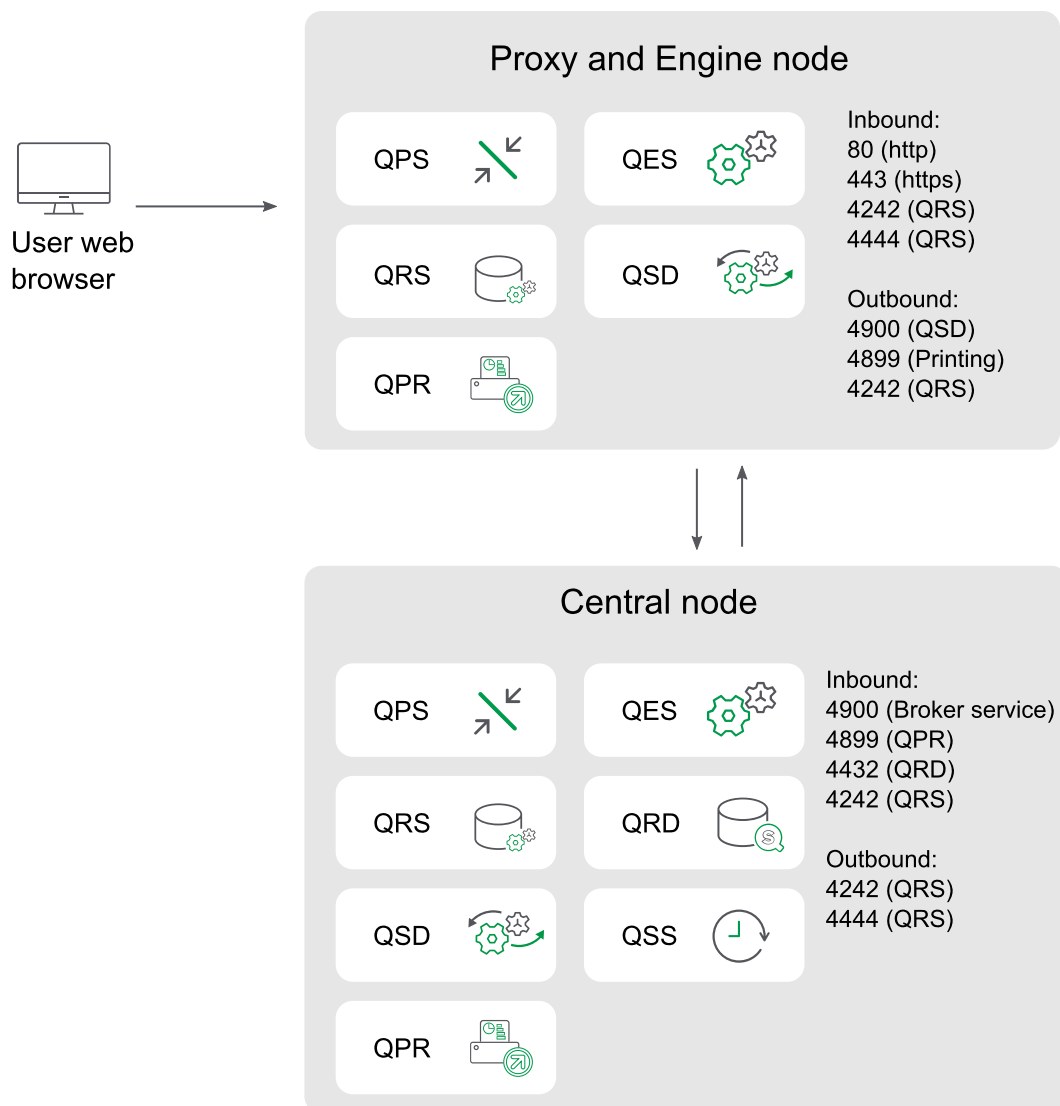 Proxy and Engine node
QPS
QES
QRS
QSD
QPR
Inbound:
80 (http)
443 (https)
4242 (QRS)
4444 (QRS)
Outbound:
4900 (QSD)
4899 (Printing)
4242 (QRS)
User web
browser
Central node
QPS
QES
QRS
QRD
S
QSD
QSS
QPR
Inbound:
4900 (Broker service)
4899 (QPR)
4432 (QRD)
4242 (QRS)
Outbound:
4242 (QRS)
4444 (QRS)